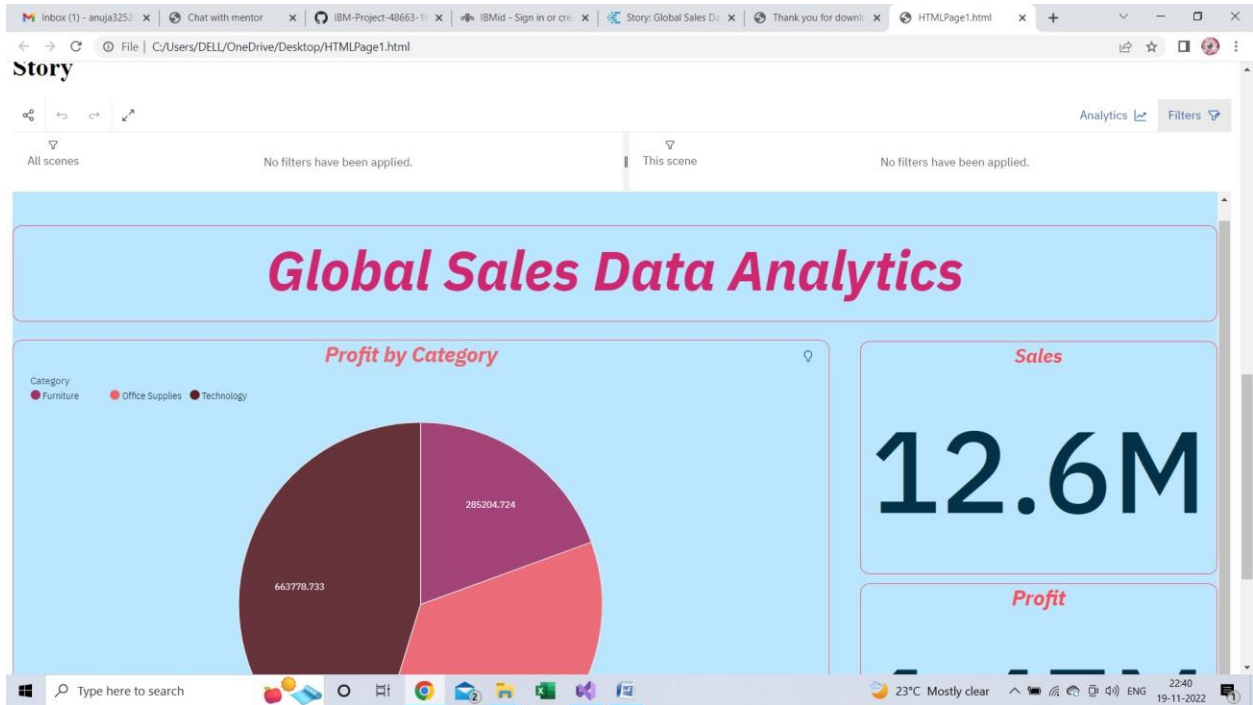 Inbox (1) - anuja3252
Chat with mentor
IBM-Project-48663-16
IBMid - Sign in or cre
Story: Global Sales Da
Thank you for downlo
HTMLPage1.html
File | C:/Users/DELL/OneDrive/Desktop/HTMLPage1.html
Story
Analytics
Filters
All scenes
No filters have been applied.
This scene
No filters have been applied.
Global Sales Data Analytics
Profit by Category
Category
Furniture
Office Supplies
Technology
285204.724
663778.733
Sales
12.6M
Profit
Type here to search
23°C Mostly clear
ENG
22:40
19-11-2022